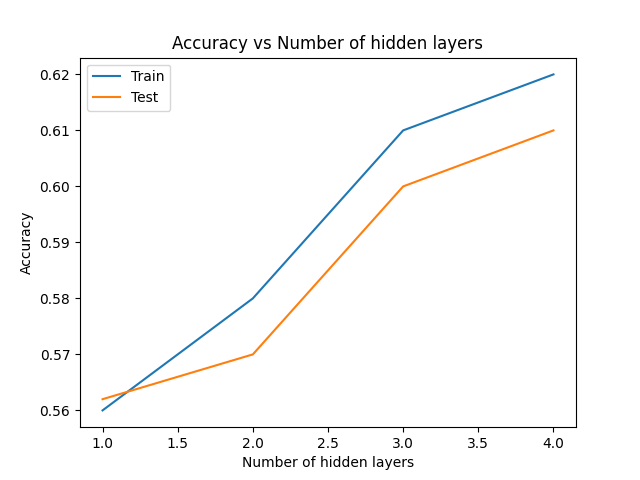 Accuracy vs Number of hidden layers
Train
Test
0.62
0.61
0.60
0.59
0.58
0.57
0.56
Accuracy
1.0 1.5 2.0 2.5 3.0 3.5 4.0
Number of hidden layers